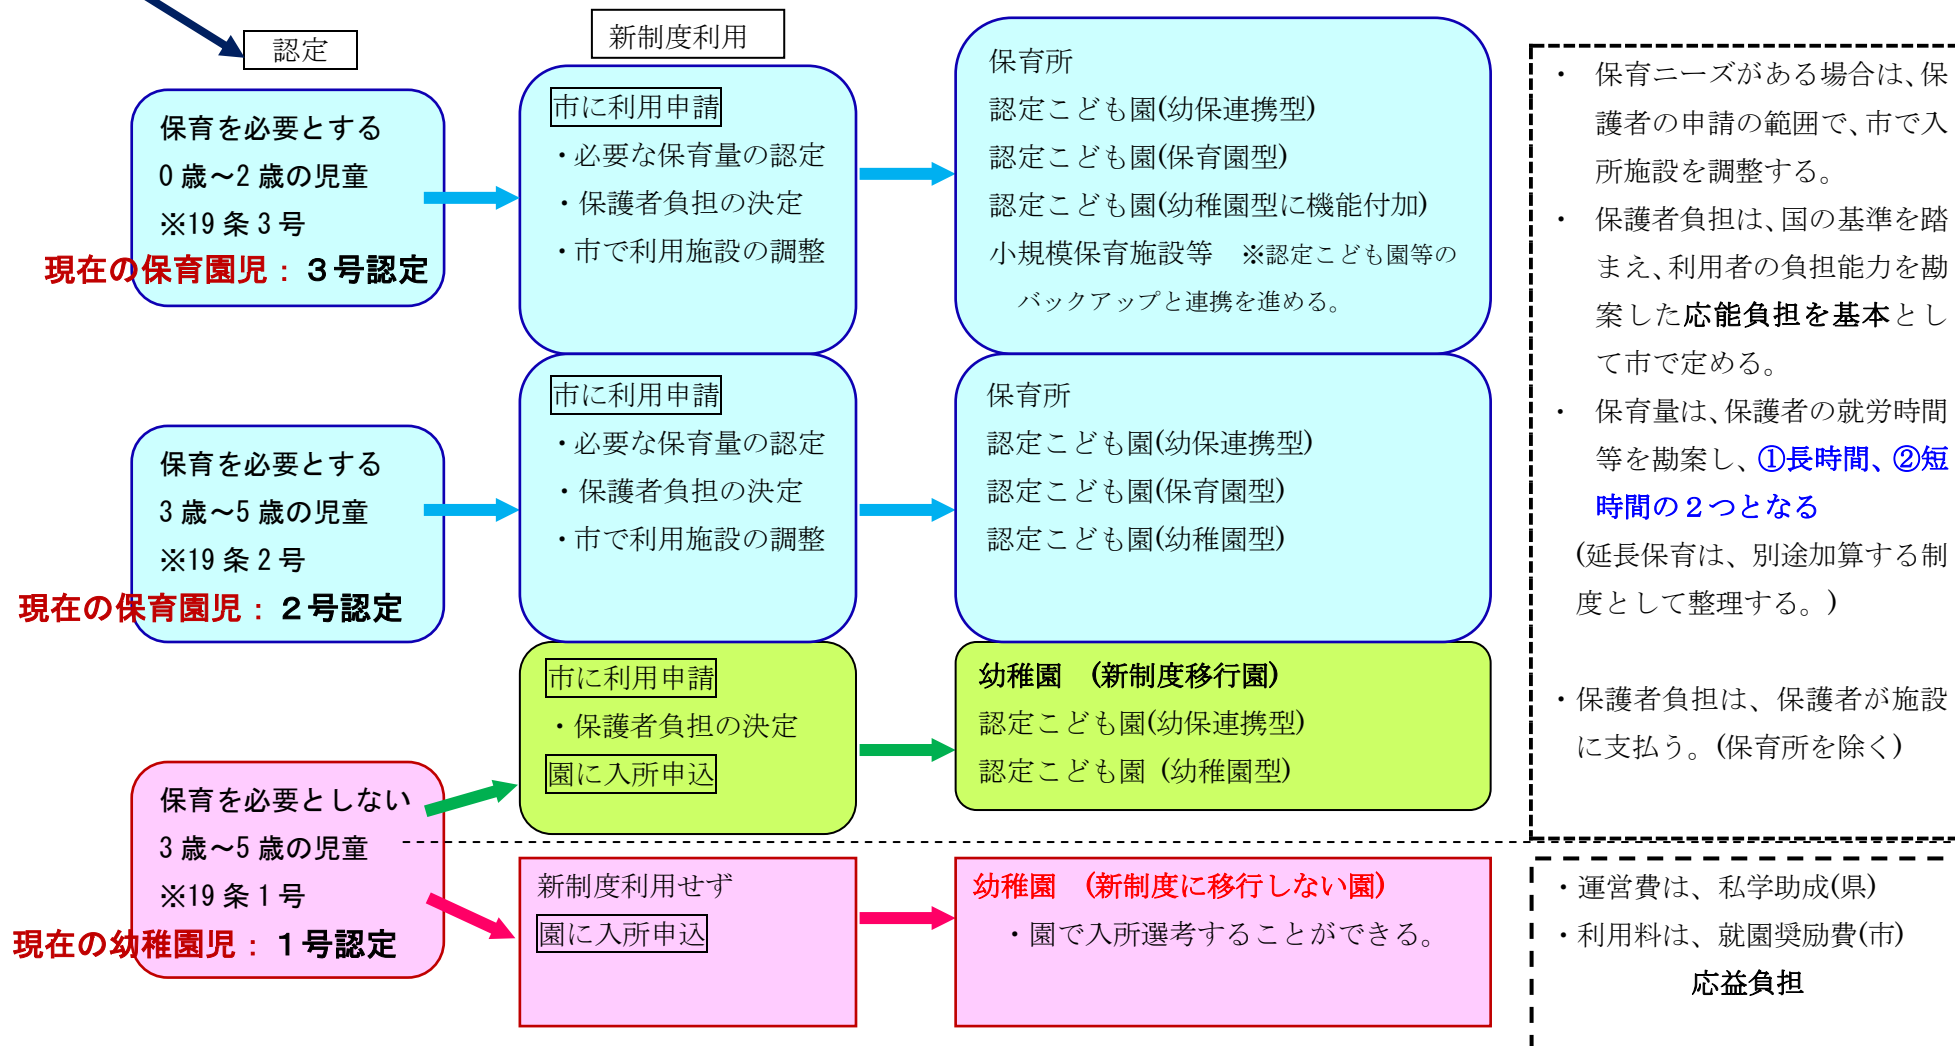 認定
新制度利用
保育を必要とする
0歳～2歳の児童
※19条3号
現在の保育園児：３号認定
市に利用申請
・必要な保育量の認定
・保護者負担の決定
・市で利用施設の調整
保育所
認定こども園(幼保連携型)
認定こども園(保育園型)
認定こども園(幼稚園型に機能付加)
小規模保育施設等　※認定こども園等の
バックアップと連携を進める。
保育を必要とする
3歳～5歳の児童
※19条2号
現在の保育園児：２号認定
市に利用申請
・必要な保育量の認定
・保護者負担の決定
・市で利用施設の調整
保育所
認定こども園(幼保連携型)
認定こども園(保育園型)
認定こども園(幼稚園型)
保育を必要としない
3歳～5歳の児童
※19条1号
現在の幼稚園児：１号認定
市に利用申請
・保護者負担の決定
園に入所申込
幼稚園　(新制度移行園)
認定こども園(幼保連携型)
認定こども園 (幼稚園型)
新制度利用せず
園に入所申込
幼稚園　(新制度に移行しない園)
・園で入所選考することができる。
・ 保育ニーズがある場合は、保
護者の申請の範囲で、市で入
所施設を調整する。
・ 保護者負担は、国の基準を踏
まえ、利用者の負担能力を勘
案した応能負担を基本とし
て市で定める。
・ 保育量は、保護者の就労時間
等を勘案し、①長時間、②短
時間の２つとなる
(延長保育は、別途加算する制
度として整理する。)
・保護者負担は、保護者が施設
に支払う。(保育所を除く)
・運営費は、私学助成(県)
・利用料は、就園奨励費(市)
応益負担